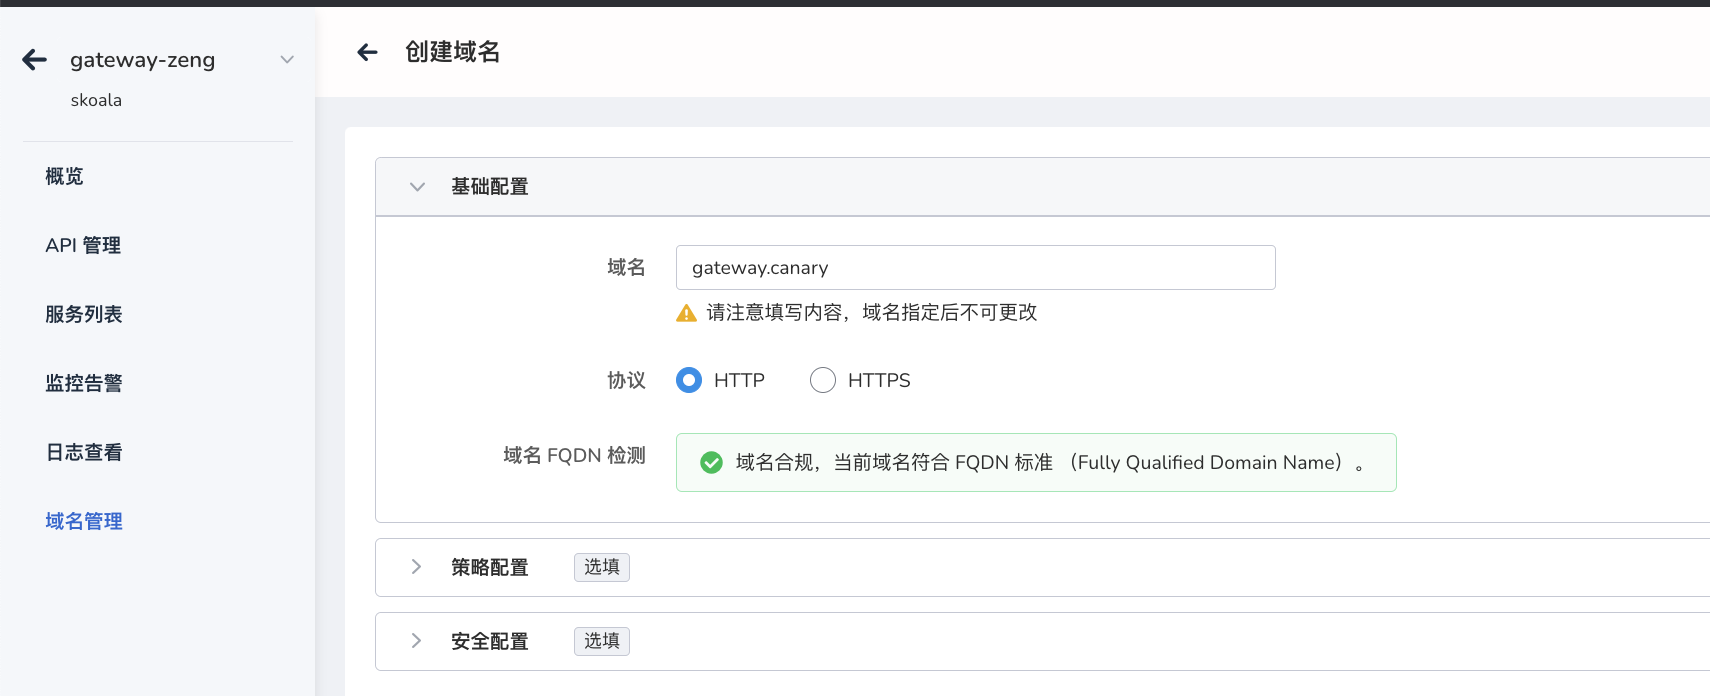 gateway-zeng
skoala
概览
API 管理
服务列表
监控告警
日志查看
域名管理
创建域名
基础配置
域名
gateway.canary
请注意填写内容，域名指定后不可更改
协议
HTTP
HTTPS
域名 FQDN 检测
域名合规，当前域名符合 FQDN 标准 （Fully Qualified Domain Name）。
策略配置
选填
安全配置
选填